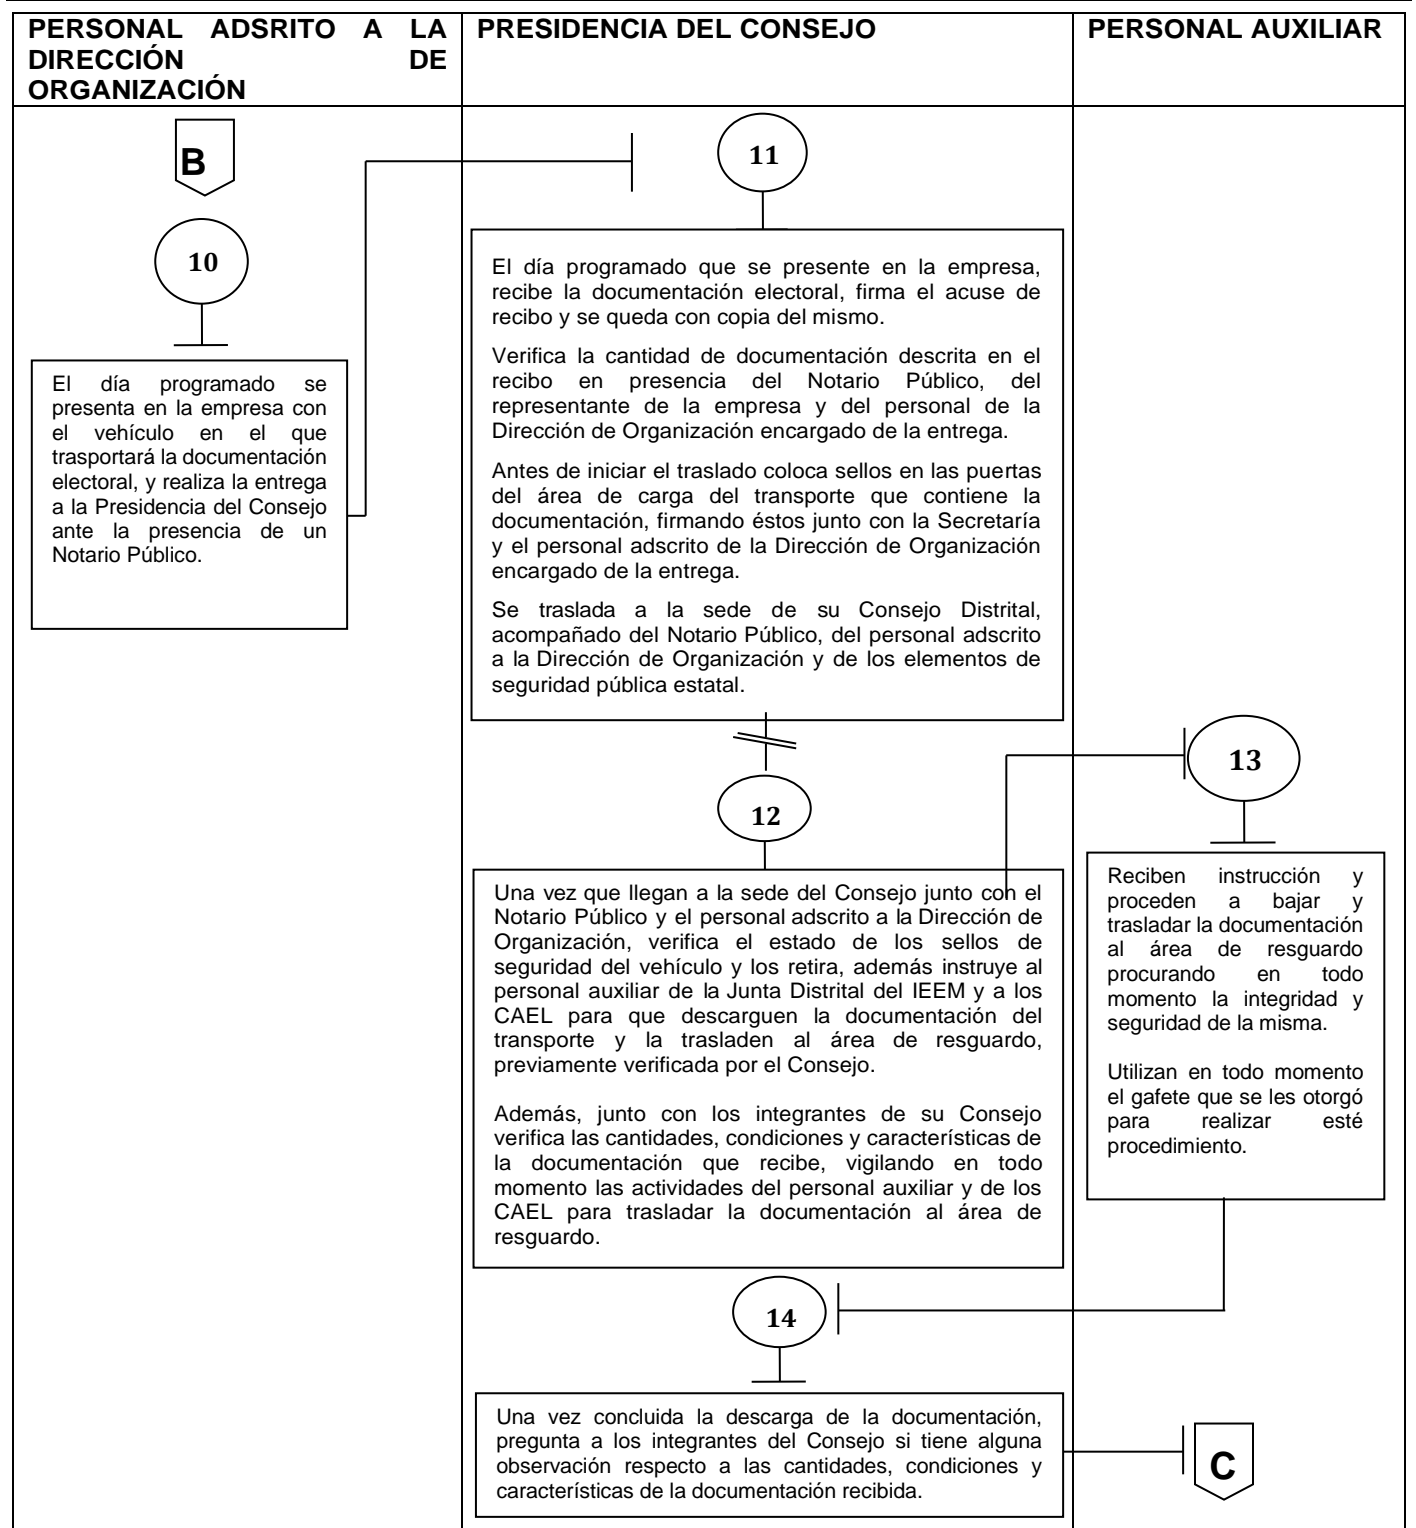 PERSONAL ADSRITO A LA
DIRECCIÓN DE
ORGANIZACIÓN
PRESIDENCIA DEL CONSEJO
PERSONAL AUXILIAR
B
10
El día programado se
presenta en la empresa con
el vehículo en el que
trasportará la documentación
electoral, y realiza la entrega
a la Presidencia del Consejo
ante la presencia de un
Notario Público.
11
El día programado que se presente en la empresa,
recibe la documentación electoral, firma el acuse de
recibo y se queda con copia del mismo.
Verifica la cantidad de documentación descrita en el
recibo en presencia del Notario Público, del
representante de la empresa y del personal de la
Dirección de Organización encargado de la entrega.
Antes de iniciar el traslado coloca sellos en las puertas
del área de carga del transporte que contiene la
documentación, firmando éstos junto con la Secretaría
y el personal adscrito de la Dirección de Organización
encargado de la entrega.
Se traslada a la sede de su Consejo Distrital,
acompañado del Notario Público, del personal adscrito
a la Dirección de Organización y de los elementos de
seguridad pública estatal.
12
Una vez que llegan a la sede del Consejo junto con el
Notario Público y el personal adscrito a la Dirección de
Organización, verifica el estado de los sellos de
seguridad del vehículo y los retira, además instruye al
personal auxiliar de la Junta Distrital del IEEM y a los
CAEL para que descarguen la documentación del
transporte y la trasladen al área de resguardo,
previamente verificada por el Consejo.
Además, junto con los integrantes de su Consejo
verifica las cantidades, condiciones y características de
la documentación que recibe, vigilando en todo
momento las actividades del personal auxiliar y de los
CAEL para trasladar la documentación al área de
resguardo.
13
Reciben instrucción y
proceden a bajar y
trasladar la documentación
al área de resguardo
procurando en todo
momento la integridad y
seguridad de la misma.
Utilizan en todo momento
el gafete que se les otorgó
para realizar esté
procedimiento.
14
Una vez concluida la descarga de la documentación,
pregunta a los integrantes del Consejo si tiene alguna
observación respecto a las cantidades, condiciones y
características de la documentación recibida.
C